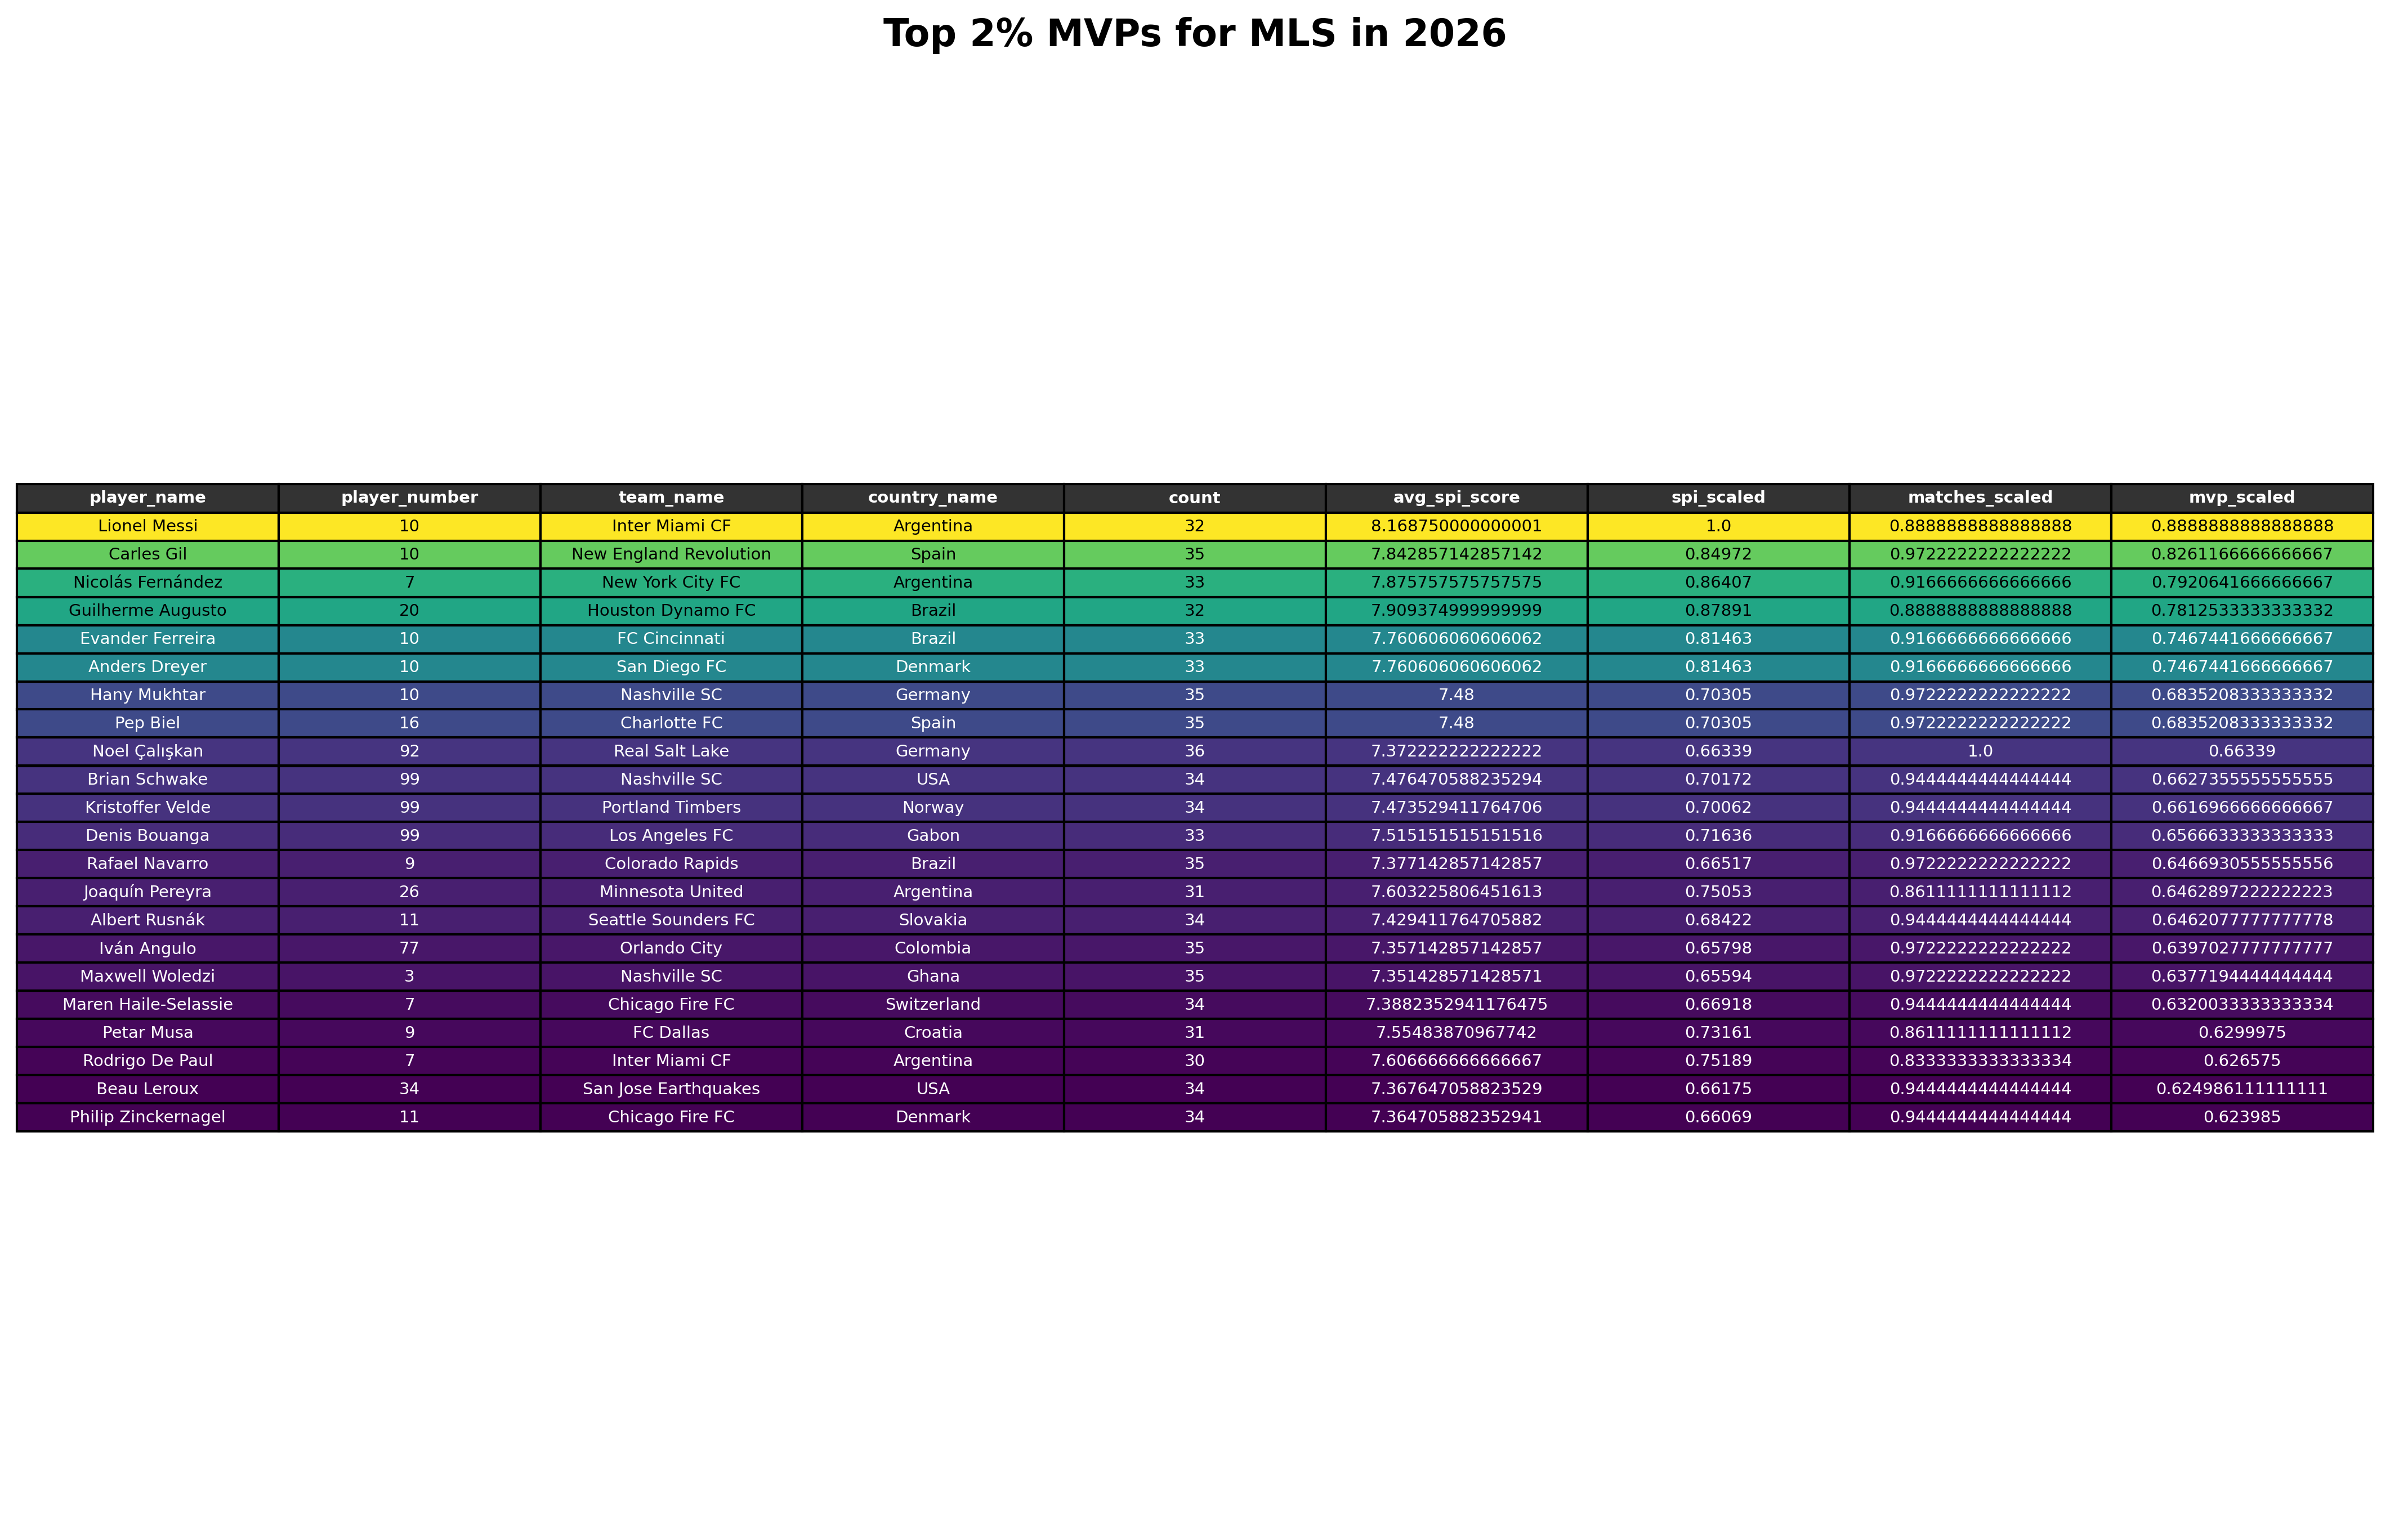 Top 2% MVPs for MLS in 2026
player_name player_number team_name country_name count avg_spi_score spi_scaled matches_scaled mvp_scaled
Lionel Messi 10 Inter Miami CF Argentina 32 8.168750000000001 1.0 0.8888888888888888 0.8888888888888888
Carles Gil 10 New England Revolution Spain 35 7.842857142857142 0.84972 0.9722222222222222 0.8261166666666667
Nicolás Fernández 7 New York City FC Argentina 33 7.875757575757575 0.86407 0.9166666666666666 0.7920641666666667
Guilherme Augusto 20 Houston Dynamo FC Brazil 32 7.909374999999999 0.87891 0.8888888888888888 0.7812533333333332
Evander Ferreira 10 FC Cincinnati Brazil 33 7.760606060606062 0.81463 0.9166666666666666 0.7467441666666667
Anders Dreyer 10 San Diego FC Denmark 33 7.760606060606062 0.81463 0.9166666666666666 0.7467441666666667
Hany Mukhtar 10 Nashville SC Germany 35 7.48 0.70305 0.9722222222222222 0.6835208333333332
Pep Biel 16 Charlotte FC Spain 35 7.48 0.70305 0.9722222222222222 0.6835208333333332
Noel Çalışkan 92 Real Salt Lake Germany 36 7.372222222222222 0.66339 1.0 0.66339
Brian Schwake 99 Nashville SC USA 34 7.476470588235294 0.70172 0.9444444444444444 0.6627355555555555
Kristoffer Velde 99 Portland Timbers Norway 34 7.473529411764706 0.70062 0.9444444444444444 0.6616966666666667
Denis Bouanga 99 Los Angeles FC Gabon 33 7.515151515151516 0.71636 0.9166666666666666 0.6566633333333333
Rafael Navarro 9 Colorado Rapids Brazil 35 7.377142857142857 0.66517 0.9722222222222222 0.6466930555555556
Joaquín Pereyra 26 Minnesota United Argentina 31 7.603225806451613 0.75053 0.8611111111111112 0.6462897222222223
Albert Rusnák 11 Seattle Sounders FC Slovakia 34 7.429411764705882 0.68422 0.9444444444444444 0.6462077777777778
Iván Angulo 77 Orlando City Colombia 35 7.357142857142857 0.65798 0.9722222222222222 0.6397027777777777
Maxwell Woledzi 3 Nashville SC Ghana 35 7.351428571428571 0.65594 0.9722222222222222 0.6377194444444444
Maren Haile-Selassie 7 Chicago Fire FC Switzerland 34 7.3882352941176475 0.66918 0.9444444444444444 0.6320033333333334
Petar Musa 9 FC Dallas Croatia 31 7.55483870967742 0.73161 0.8611111111111112 0.6299975
Rodrigo De Paul 7 Inter Miami CF Argentina 30 7.606666666666667 0.75189 0.8333333333333334 0.626575
Beau Leroux 34 San Jose Earthquakes USA 34 7.367647058823529 0.66175 0.9444444444444444 0.624986111111111
Philip Zinckernagel 11 Chicago Fire FC Denmark 34 7.364705882352941 0.66069 0.9444444444444444 0.623985